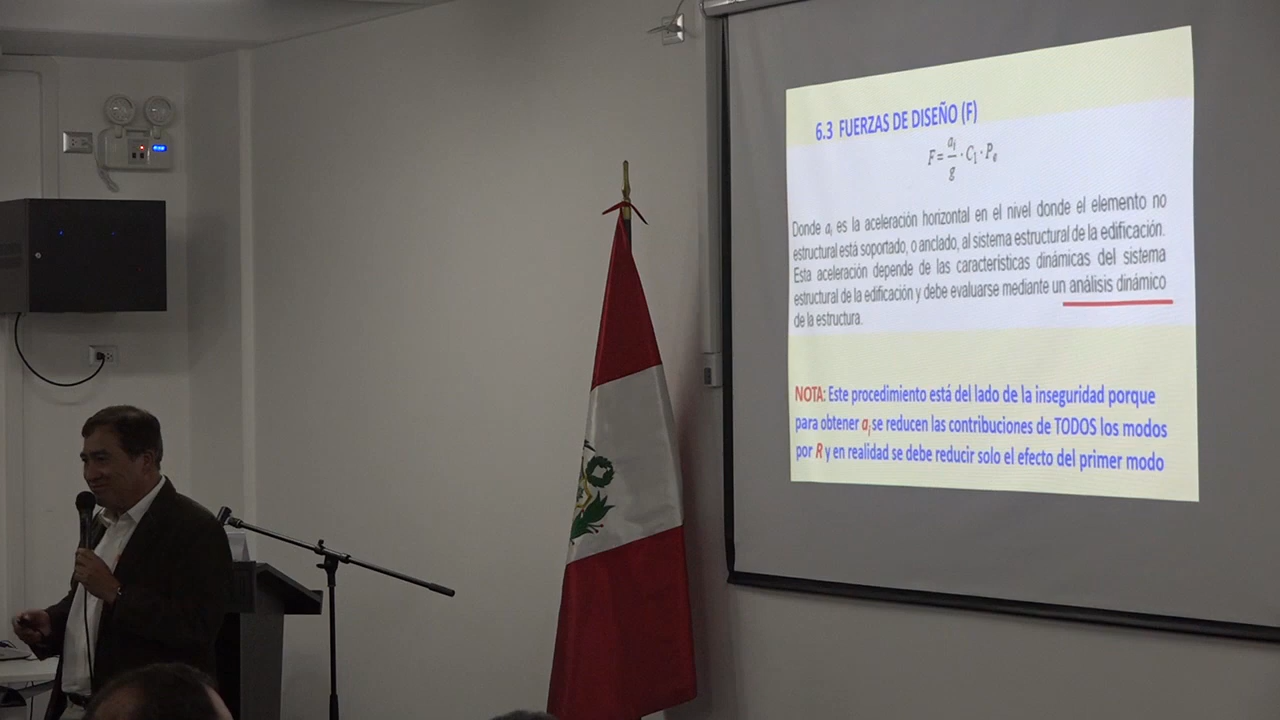 6.3 FUERZAS DE DISEÑO (F)
F = aᵢ/g · C₁ · Pₑ
Donde aᵢ es la aceleración horizontal en el nivel donde el elemento no
estructural está soportado, o anclado, al sistema estructural de la edificación.
Esta aceleración depende de las características dinámicas del sistema
estructural de la edificación y debe evaluarse mediante un análisis dinámico
de la estructura.
NOTA: Este procedimiento está del lado de la inseguridad porque
para obtener aᵢ se reducen las contribuciones de TODOS los modos
por R y en realidad se debe reducir solo el efecto del primer modo